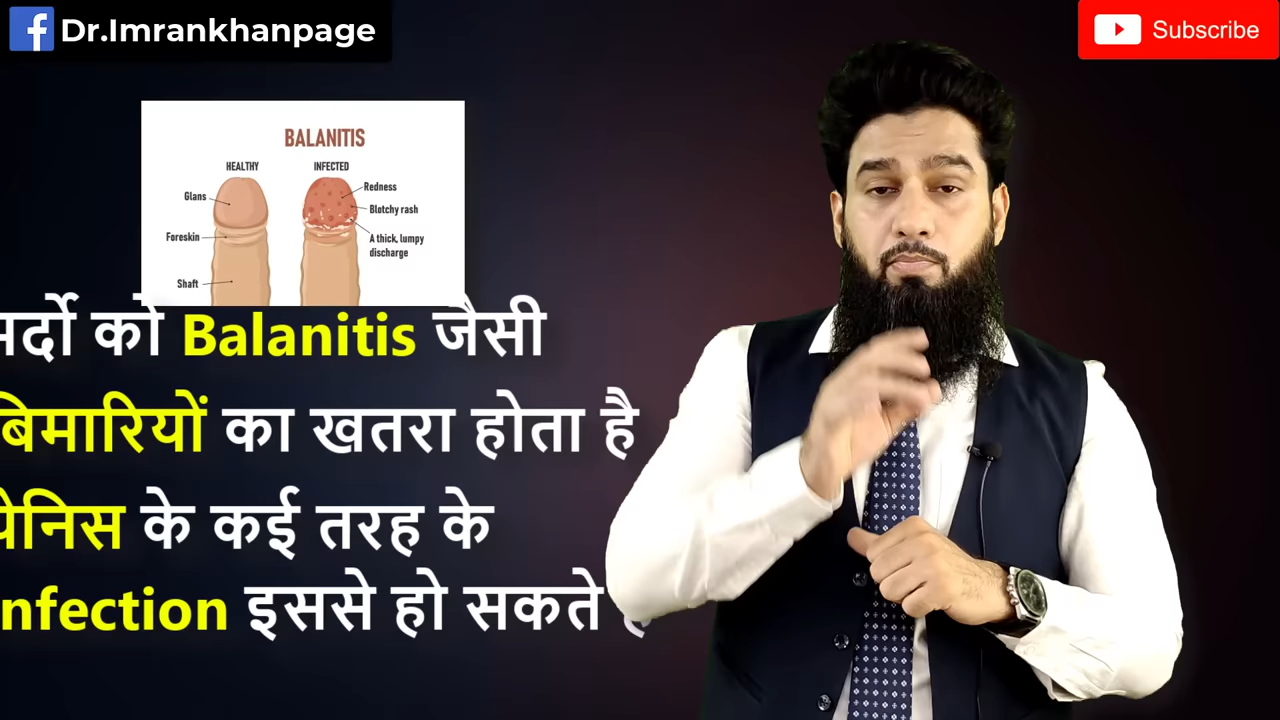 Dr.Imrankhanpage
Subscribe
BALANITIS
HEALTHY
INFECTED
Glans
Redness
Blotchy rash
Foreskin
A thick, lumpy
discharge
Shaft
को Balanitis जैसी
बिमारियों का खतरा होता है
के कई तरह के
इससे हो सकते